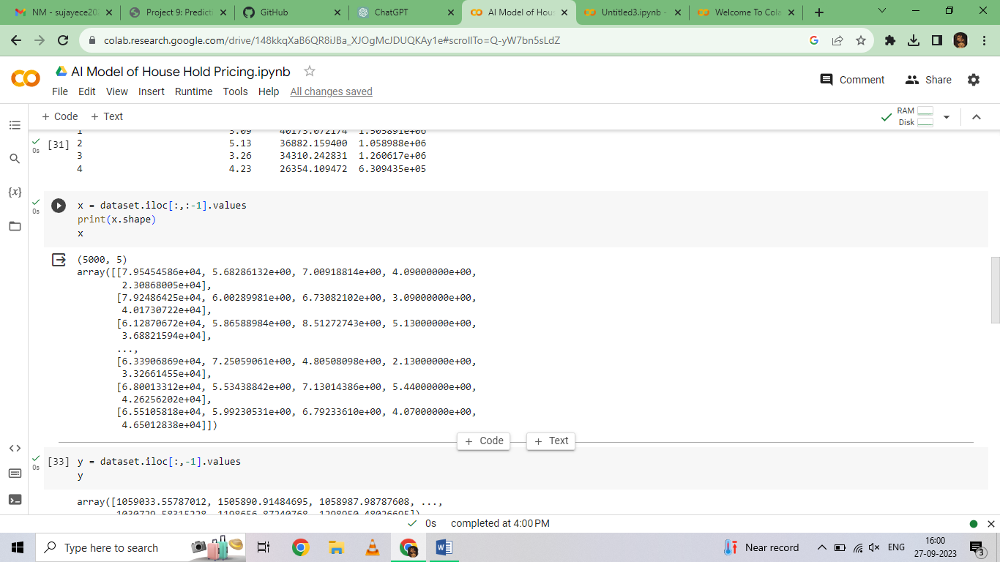 NM - sujayece20
Project 9: Predicti
GitHub
ChatGPT
AI Model of Hous
Untitled3.ipynb -
Welcome To Cola
colab.research.google.com/drive/148kkqXaB6QR8iJBa_XJOgMcJDUQKAy1e#scrollTo=Q-yW7bn5sLdZ
AI Model of House Hold Pricing.ipynb
Comment
Share
File Edit View Insert Runtime Tools Help All changes saved
+ Code + Text
RAM
Disk
1 3.09 40173.072174 1.505891e+06
0s [31] 2 5.13 36882.159400 1.058988e+06
3 3.26 34310.242831 1.260617e+06
4 4.23 26354.109472 6.309435e+05
{x}
0s
x = dataset.iloc[:,:-1].values
print(x.shape)
x
(5000, 5)
array([[7.95454586e+04, 5.68286132e+00, 7.00918814e+00, 4.09000000e+00,
2.30868005e+04],
[7.92486425e+04, 6.00289981e+00, 6.73082102e+00, 3.09000000e+00,
4.01730722e+04],
[6.12870672e+04, 5.86588984e+00, 8.51272743e+00, 5.13000000e+00,
3.68821594e+04],
...,
[6.33906869e+04, 7.25059061e+00, 4.80508098e+00, 2.13000000e+00,
3.32661455e+04],
[6.80013312e+04, 5.53438842e+00, 7.13014386e+00, 5.44000000e+00,
4.26256202e+04],
[6.55105818e+04, 5.99230531e+00, 6.79233610e+00, 4.07000000e+00,
4.65012838e+04]])
+ Code + Text
0s [33] y = dataset.iloc[:,-1].values
y
array([1059033.55787012, 1505890.91484695, 1058987.98787608, ...,
1030729.58315228, 1198656.87240768, 1298950.48026695])
0s completed at 4:00 PM
Type here to search
Near record
ENG
16:00
27-09-2023
3